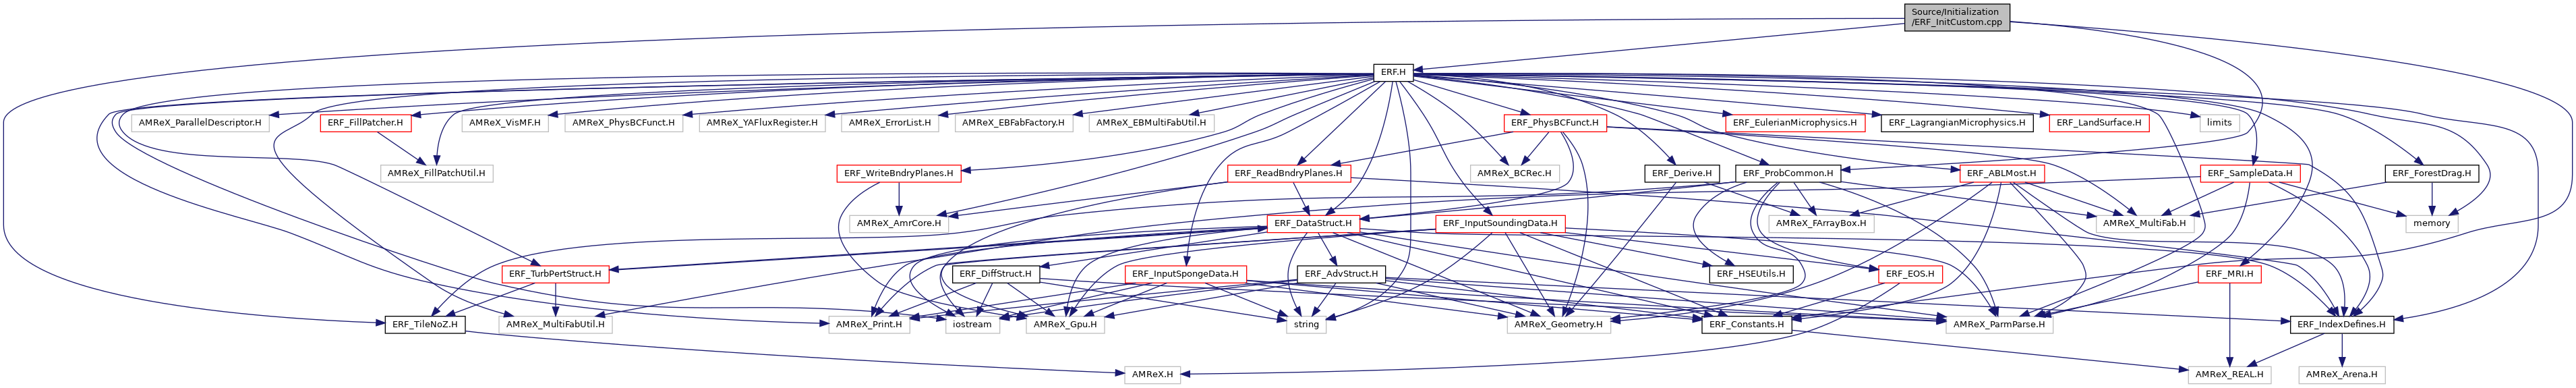 Source/Initialization
/ERF_InitCustom.cpp
ERF.H
AMReX_ParallelDescriptor.H
ERF_FillPatcher.H
AMReX_VisMF.H
AMReX_PhysBCFunct.H
AMReX_YAFluxRegister.H
AMReX_ErrorList.H
AMReX_EBFabFactory.H
AMReX_EBMultiFabUtil.H
ERF_PhysBCFunct.H
ERF_EulerianMicrophysics.H
ERF_LagrangianMicrophysics.H
ERF_LandSurface.H
limits
AMReX_FillPatchUtil.H
ERF_WriteBndryPlanes.H
ERF_ReadBndryPlanes.H
AMReX_BCRec.H
ERF_Derive.H
ERF_ProbCommon.H
ERF_ABLMost.H
ERF_SampleData.H
ERF_ForestDrag.H
AMReX_AmrCore.H
ERF_DataStruct.H
ERF_InputSoundingData.H
AMReX_FArrayBox.H
AMReX_MultiFab.H
memory
ERF_TurbPertStruct.H
ERF_DiffStruct.H
ERF_InputSpongeData.H
ERF_AdvStruct.H
ERF_HSEUtils.H
ERF_EOS.H
ERF_MRI.H
ERF_TileNoZ.H
AMReX_MultiFabUtil.H
AMReX_Print.H
iostream
AMReX_Gpu.H
string
AMReX_Geometry.H
ERF_Constants.H
AMReX_ParmParse.H
ERF_IndexDefines.H
AMReX.H
AMReX_REAL.H
AMReX_Arena.H